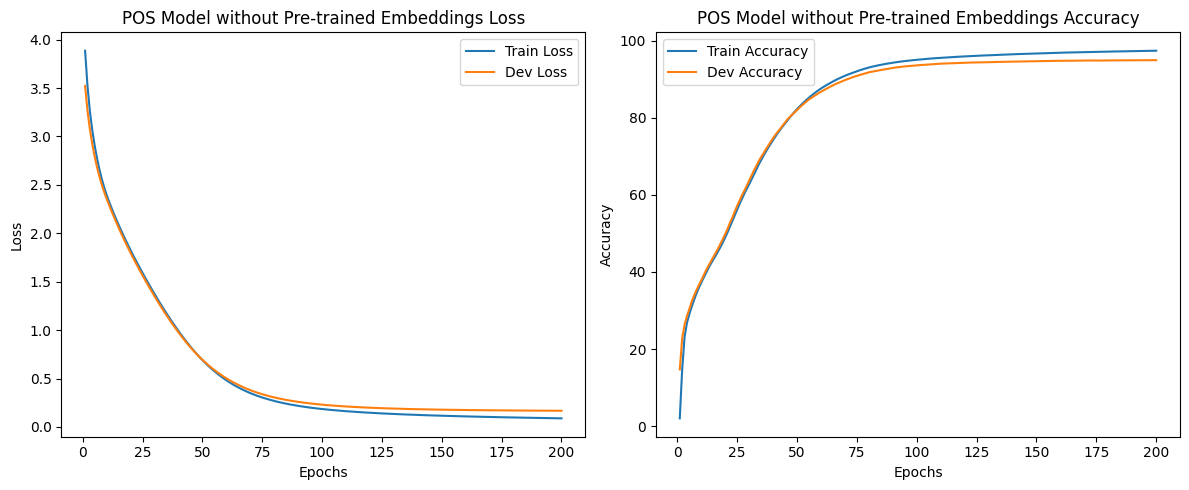 POS Model without Pre-trained Embeddings Loss
4.0
3.5
3.0
2.5
2.0
1.5
1.0
0.5
0.0
Loss
Train Loss
Dev Loss
0 25 50 75 100 125 150 175 200
Epochs
POS Model without Pre-trained Embeddings Accuracy
100
80
60
40
20
0
Accuracy
Train Accuracy
Dev Accuracy
0 25 50 75 100 125 150 175 200
Epochs